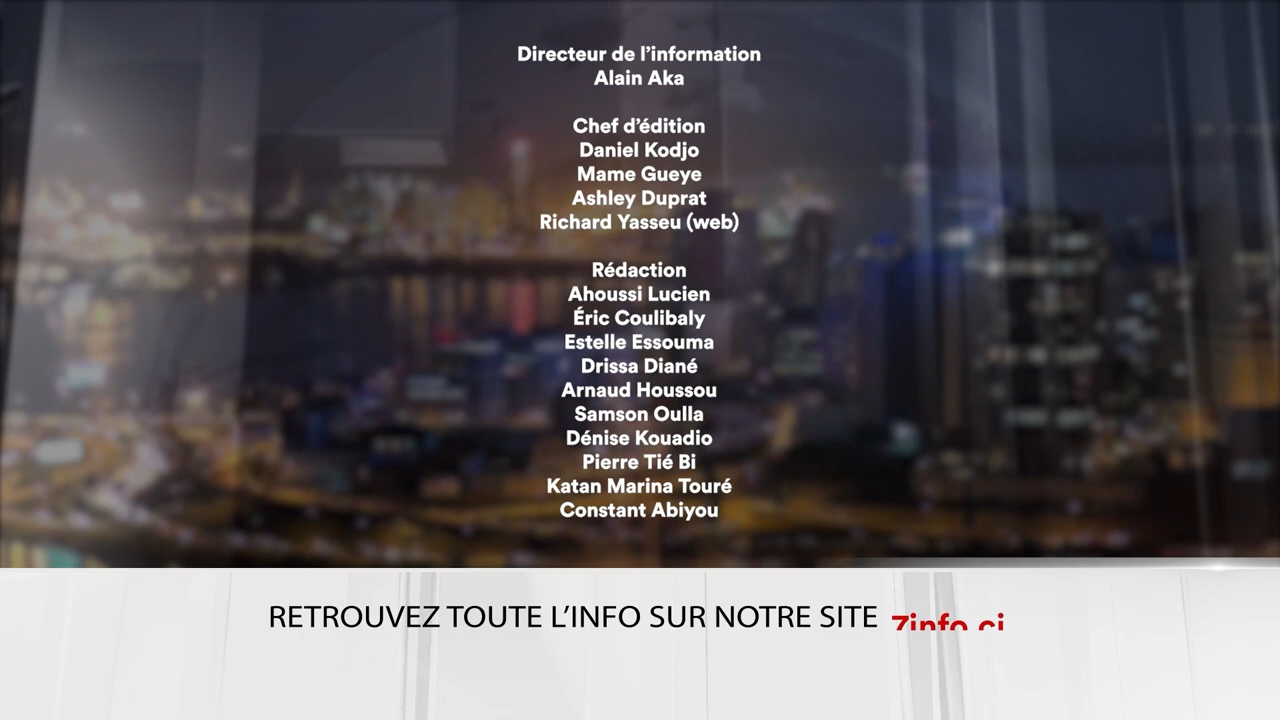 Directeur de l’information
Alain Aka
Chef d’édition
Daniel Kodjo
Mame Gueye
Ashley Duprat
Richard Yasseu (web)
Rédaction
Ahoussi Lucien
Éric Coulibaly
Estelle Essouma
Drissa Diané
Arnaud Houssou
Samson Oulla
Dénise Kouadio
Pierre Tié Bi
Katan Marina Touré
Constant Abiyou
RETROUVEZ TOUTE L’INFO SUR NOTRE SITE 7info.ci